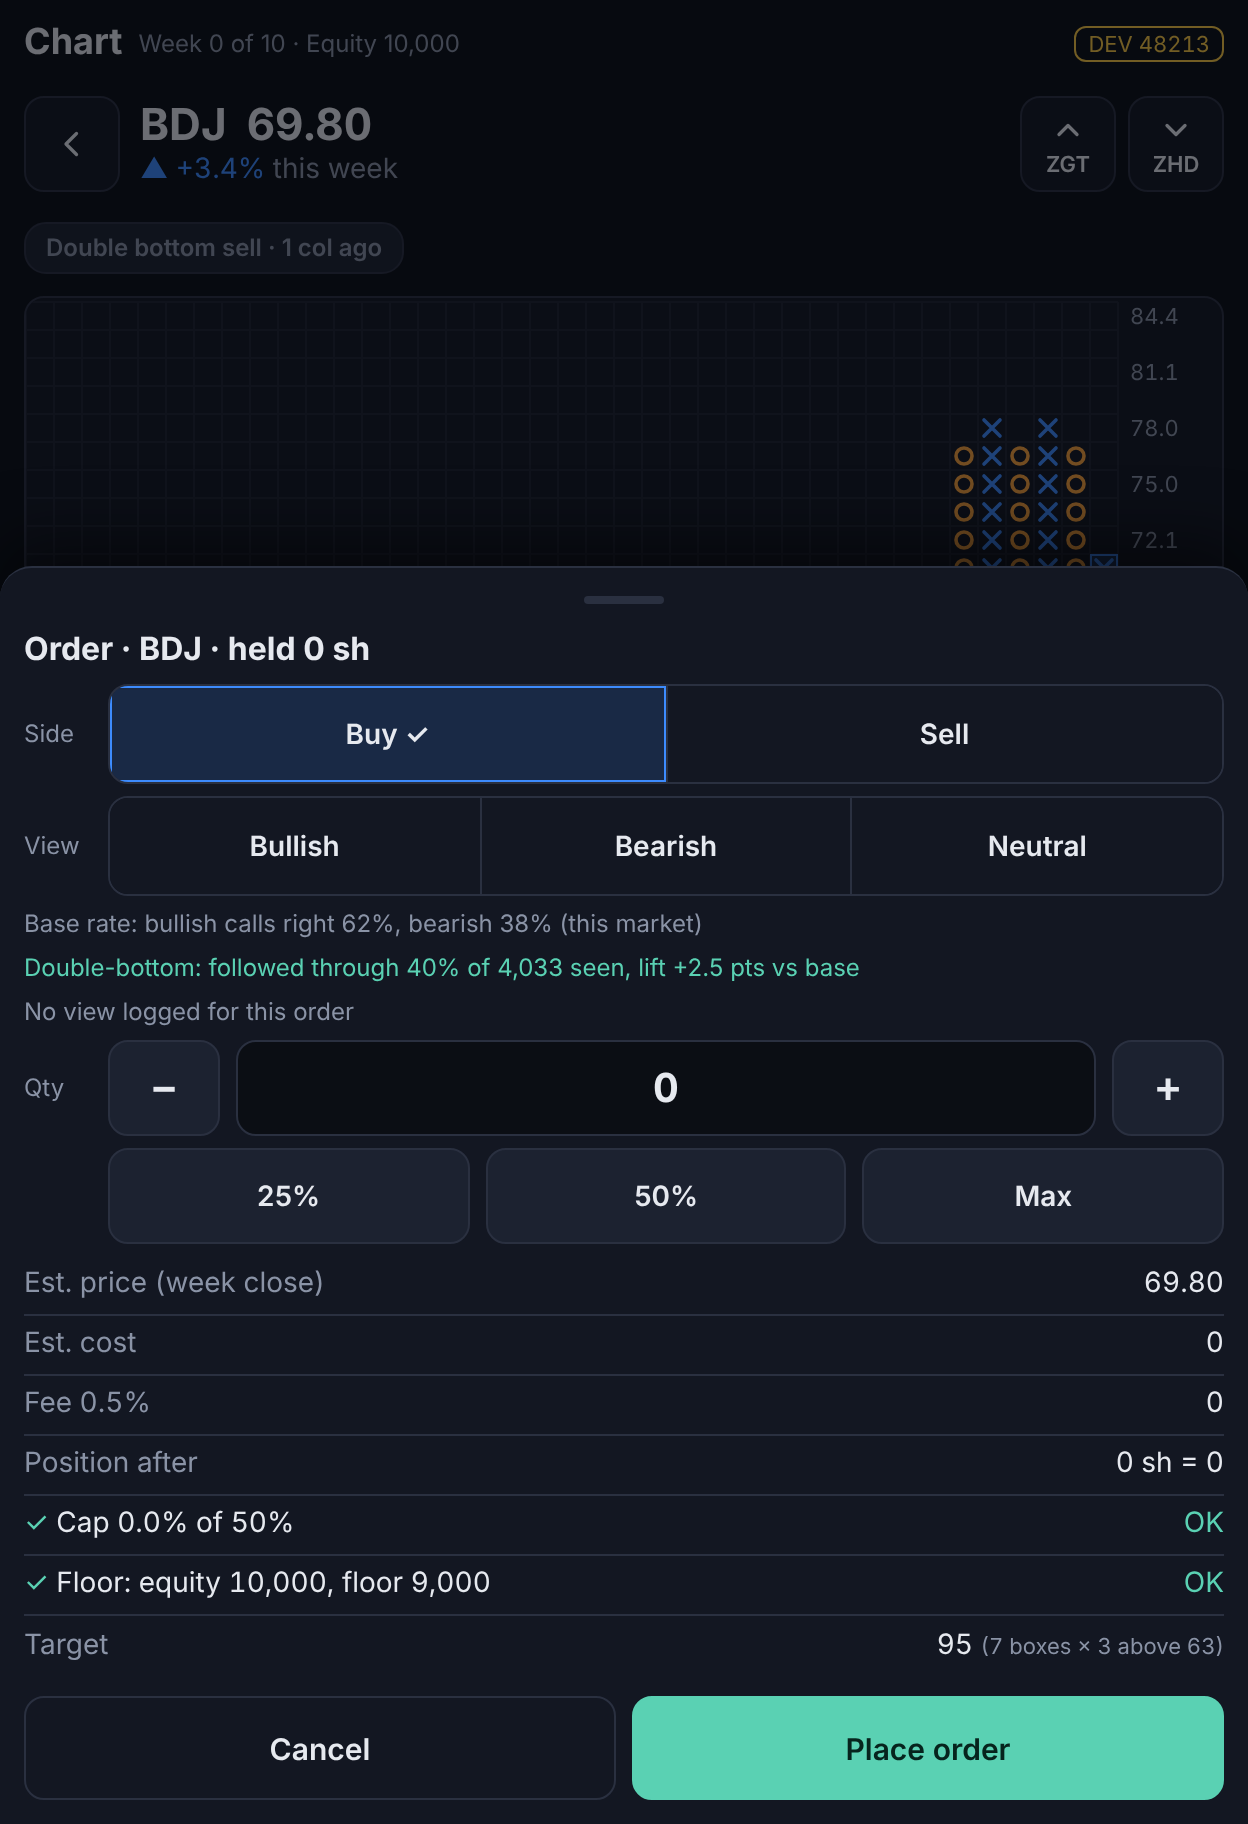 Chart Week 0 of 10 · Equity 10,000 DEV 48213
BDJ 69.80
▲ +3.4% this week
ZGT
ZHD
Double bottom sell · 1 col ago
84.4
81.1
78.0
75.0
72.1
Order · BDJ · held 0 sh
Side Buy ✓ Sell
View Bullish Bearish Neutral
Base rate: bullish calls right 62%, bearish 38% (this market)
Double-bottom: followed through 40% of 4,033 seen, lift +2.5 pts vs base
No view logged for this order
Qty − 0 +
25% 50% Max
Est. price (week close) 69.80
Est. cost 0
Fee 0.5% 0
Position after 0 sh = 0
✓ Cap 0.0% of 50% OK
✓ Floor: equity 10,000, floor 9,000 OK
Target 95 (7 boxes × 3 above 63)
Cancel Place order